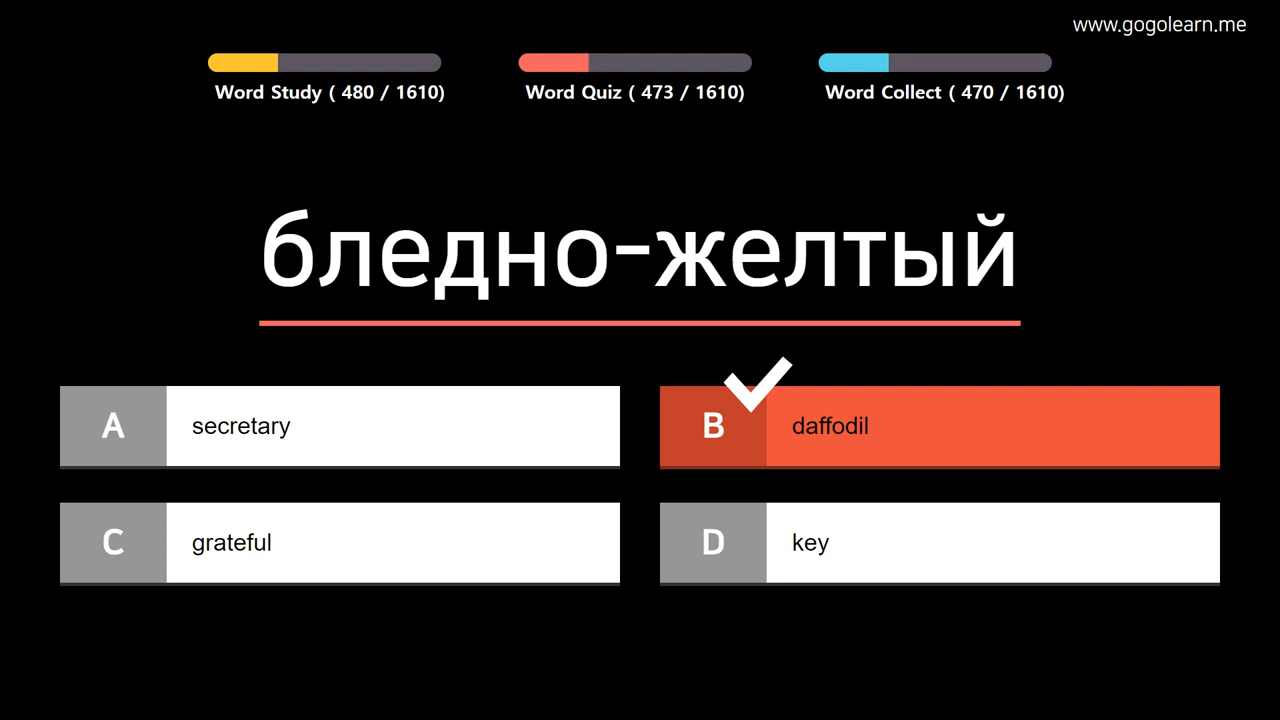 www.gogolearn.me
Word Study ( 480 / 1610)
Word Quiz ( 473 / 1610)
Word Collect ( 470 / 1610)
бледно-желтый
A secretary
B daffodil
C grateful
D key